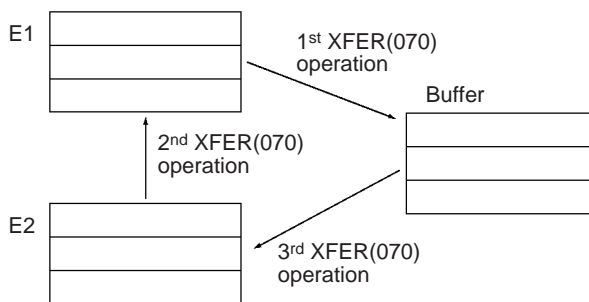 E1
1st XFER(070)
operation
Buffer
2nd XFER(070)
operation
E2
3rd XFER(070)
operation